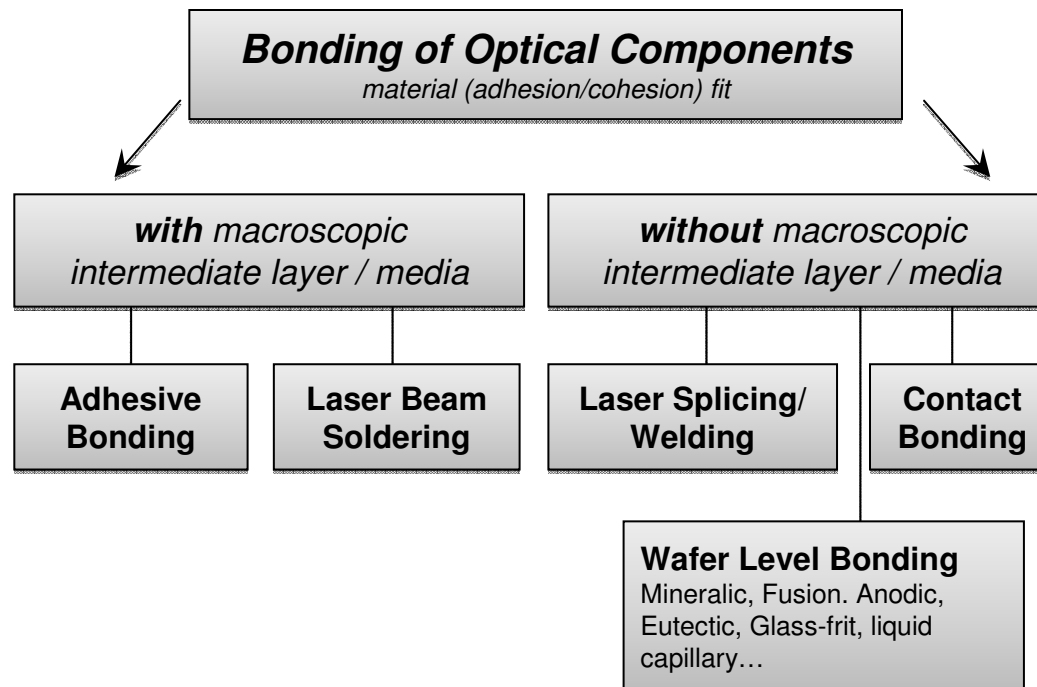 Bonding of Optical Components
material (adhesion/cohesion) fit
with macroscopic
intermediate layer / media
without macroscopic
intermediate layer / media
Adhesive
Bonding
Laser Beam
Soldering
Laser Splicing/
Welding
Contact
Bonding
Wafer Level Bonding
Mineralic, Fusion. Anodic,
Eutectic, Glass-frit, liquid
capillary…